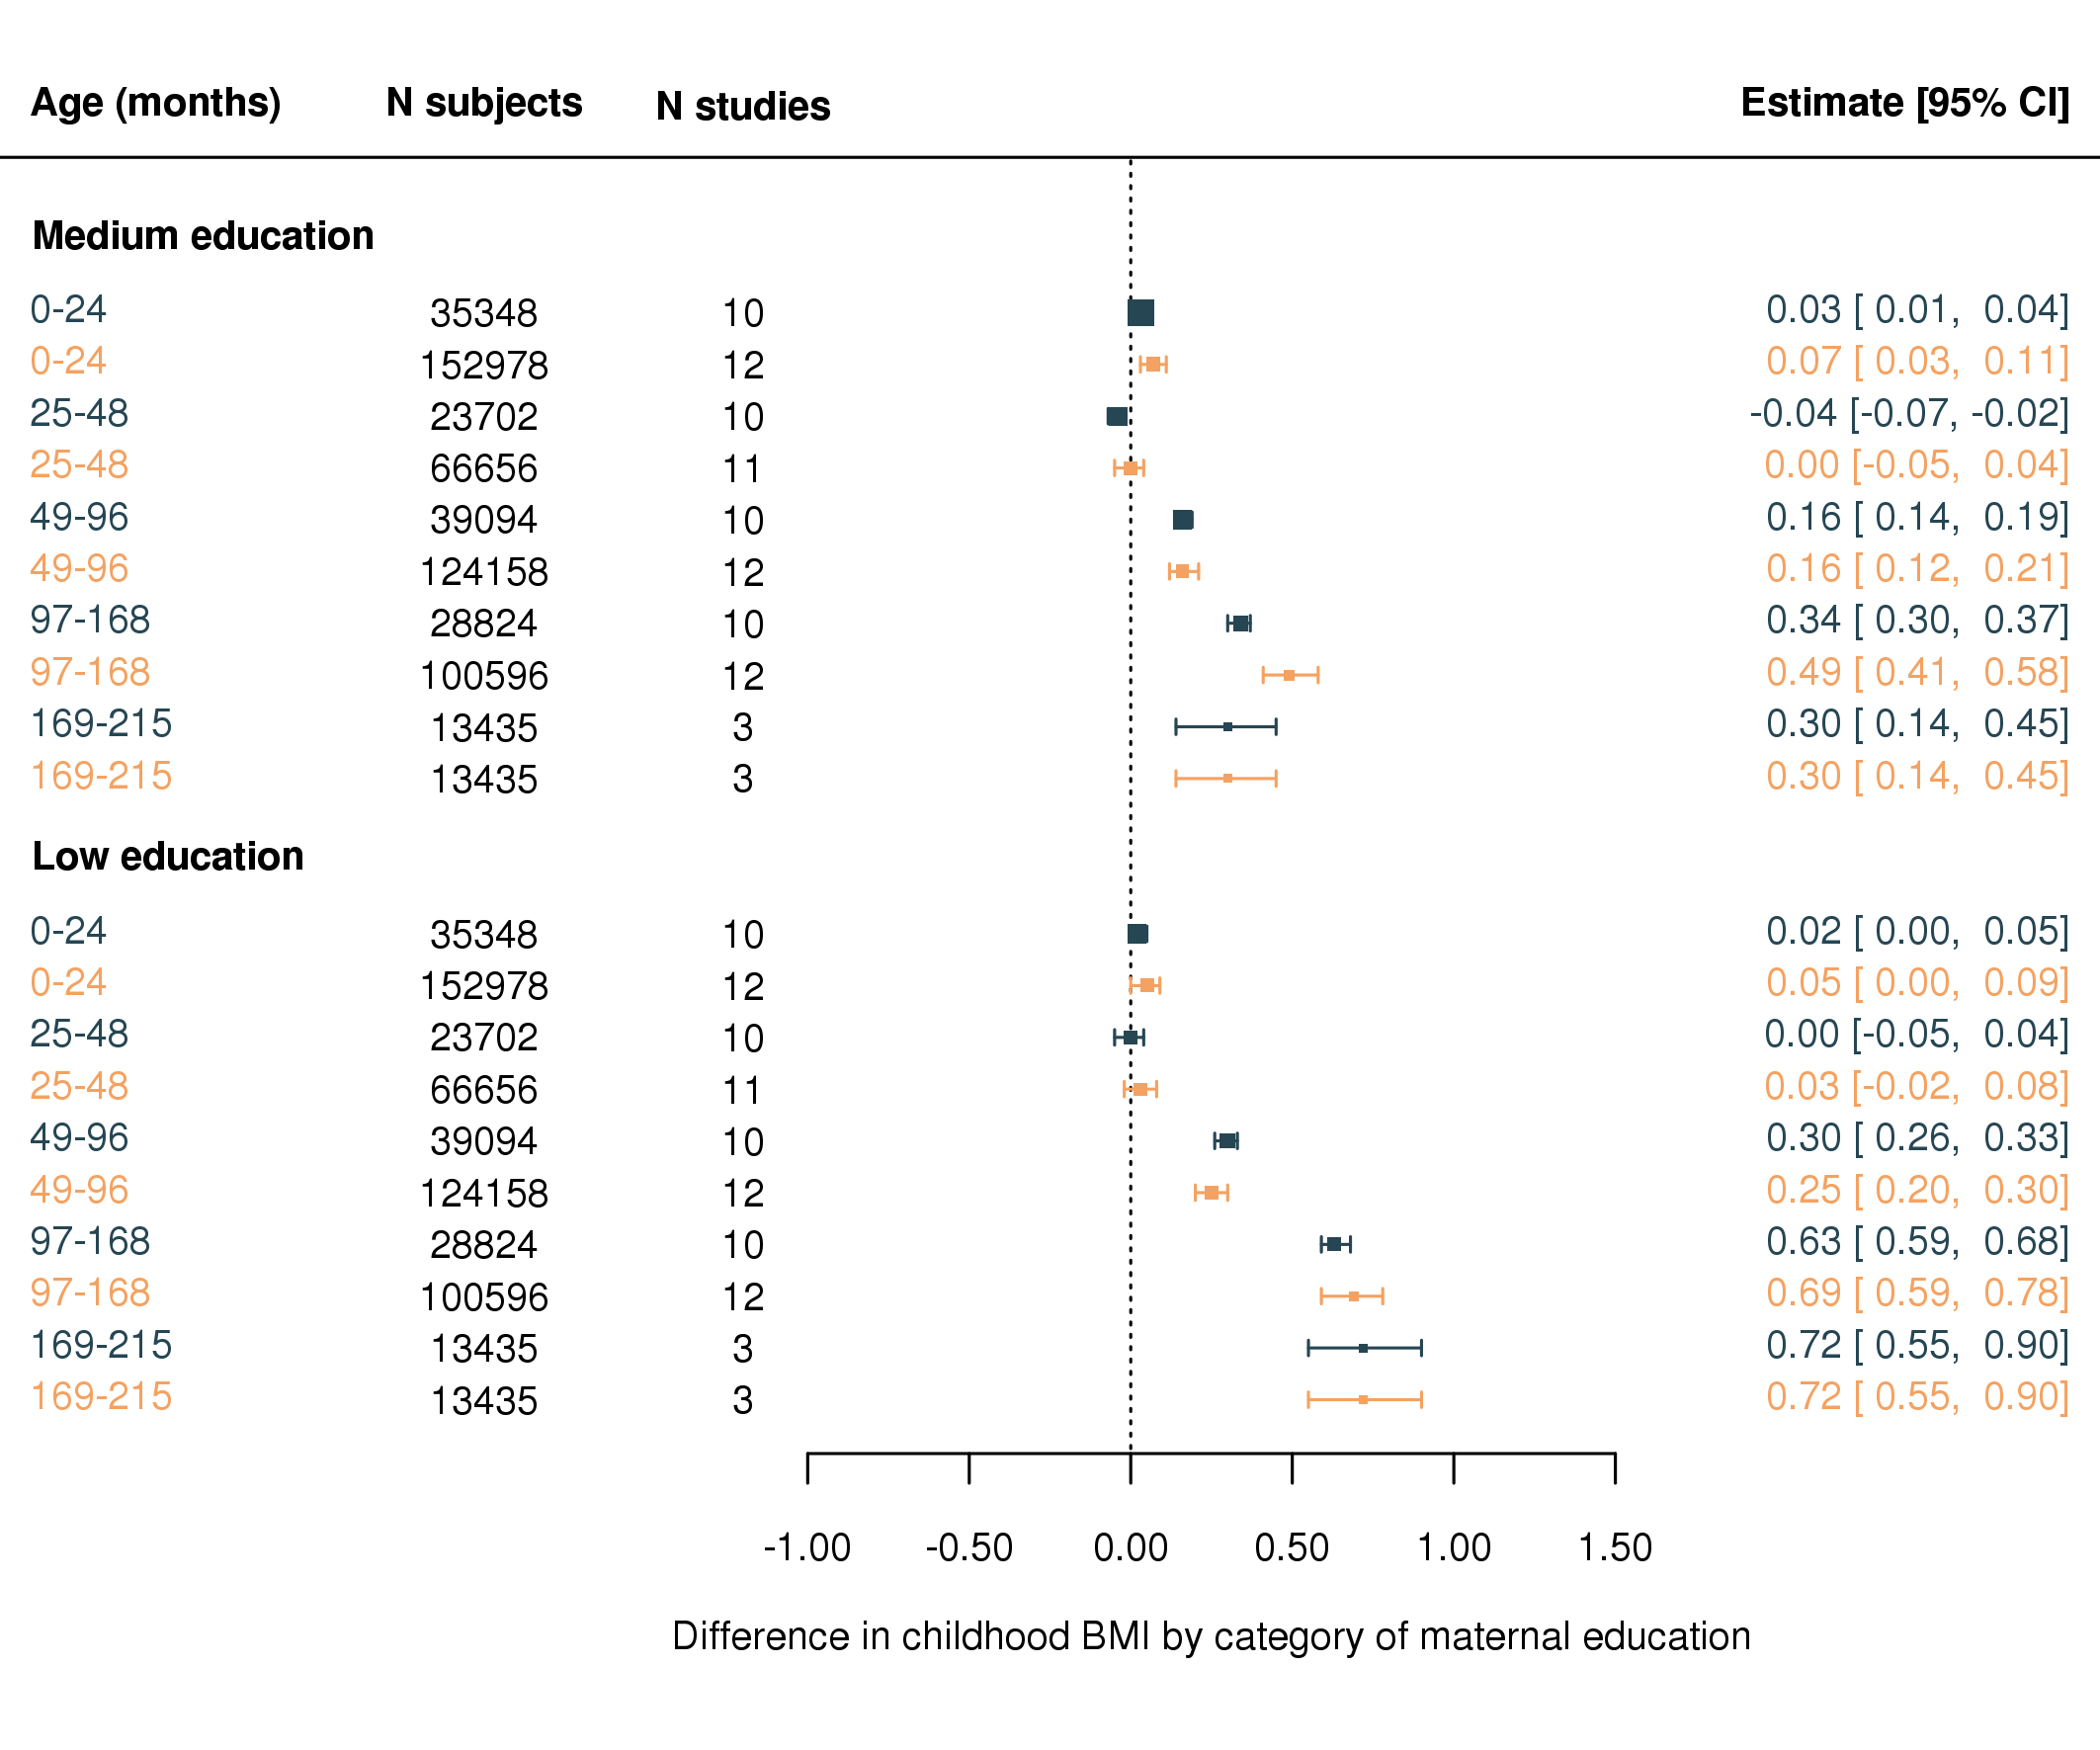 Age (months) N subjects N studies Estimate [95% CI]
Medium education
0-24 35348 10 0.03 [ 0.01, 0.04]
0-24 152978 12 0.07 [ 0.03, 0.11]
25-48 23702 10 -0.04 [-0.07, -0.02]
25-48 66656 11 0.00 [-0.05, 0.04]
49-96 39094 10 0.16 [ 0.14, 0.19]
49-96 124158 12 0.16 [ 0.12, 0.21]
97-168 28824 10 0.34 [ 0.30, 0.37]
97-168 100596 12 0.49 [ 0.41, 0.58]
169-215 13435 3 0.30 [ 0.14, 0.45]
169-215 13435 3 0.30 [ 0.14, 0.45]
Low education
0-24 35348 10 0.02 [ 0.00, 0.05]
0-24 152978 12 0.05 [ 0.00, 0.09]
25-48 23702 10 0.00 [-0.05, 0.04]
25-48 66656 11 0.03 [-0.02, 0.08]
49-96 39094 10 0.30 [ 0.26, 0.33]
49-96 124158 12 0.25 [ 0.20, 0.30]
97-168 28824 10 0.63 [ 0.59, 0.68]
97-168 100596 12 0.69 [ 0.59, 0.78]
169-215 13435 3 0.72 [ 0.55, 0.90]
169-215 13435 3 0.72 [ 0.55, 0.90]
-1.00 -0.50 0.00 0.50 1.00 1.50
Difference in childhood BMI by category of maternal education